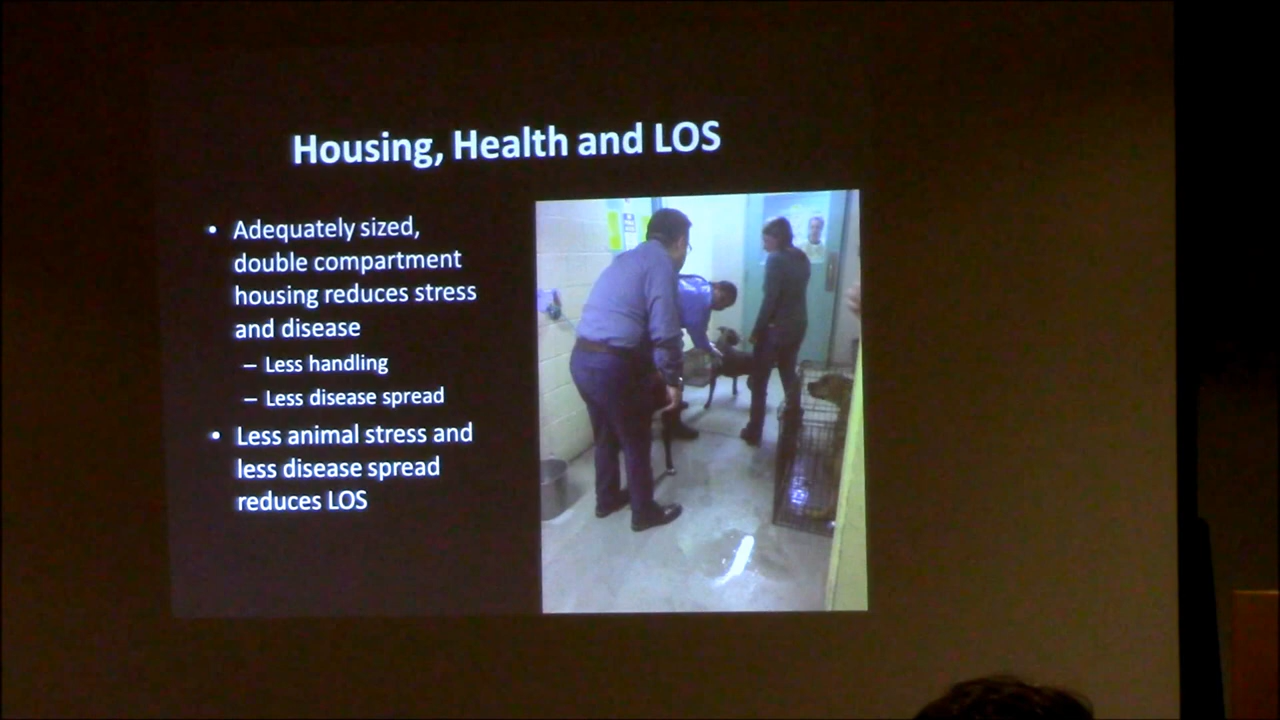 Housing, Health and LOS
• Adequately sized,
double compartment
housing reduces stress
and disease
– Less handling
– Less disease spread
• Less animal stress and
less disease spread
reduces LOS